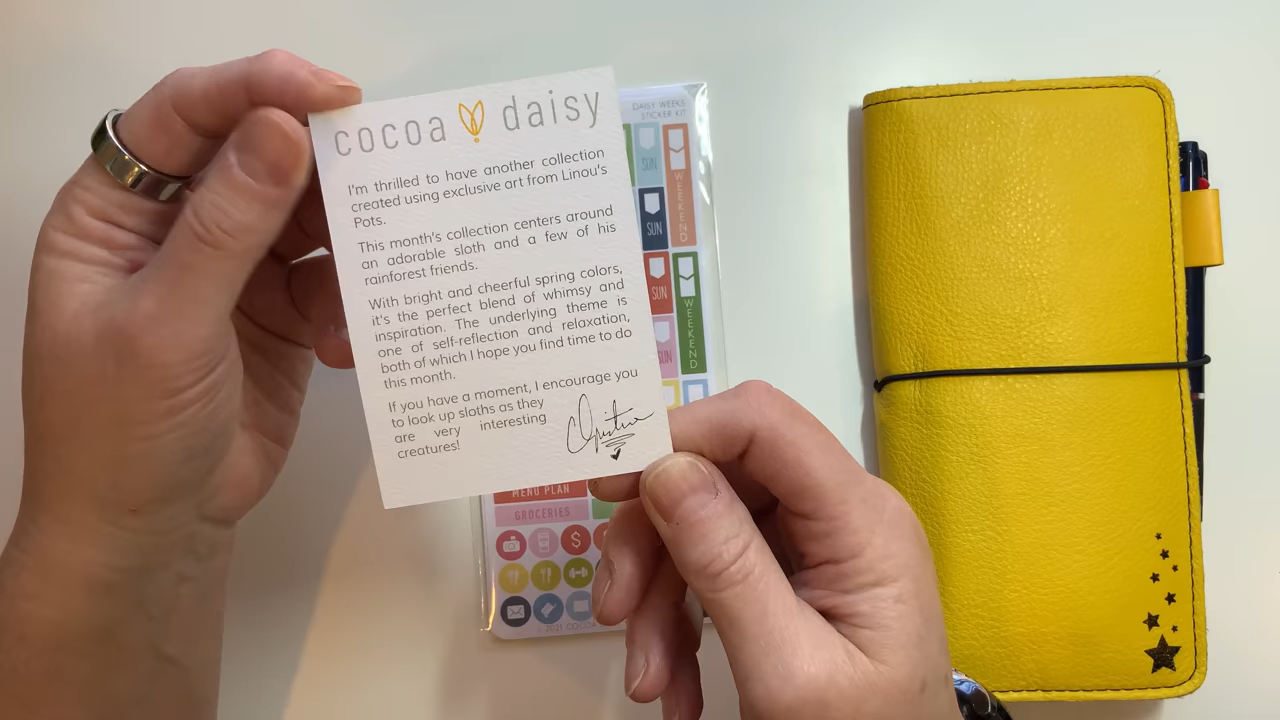 cocoa daisy
I'm thrilled to have another collection
created using exclusive art from Linou's
Pots.
This month's collection centers around
an adorable sloth and a few of his
rainforest friends.
With bright and cheerful spring colors,
it's the perfect blend of whimsy and
inspiration. The underlying theme is
one of self-reflection and relaxation,
both of which I hope you find time to do
this month.
If you have a moment, I encourage you
to look up sloths as they
are very interesting
creatures!
Christine
DAISY WEEKS
STICKER KIT
SUN
WEEKEND
SUN
SUN
WEEKEND
SUN
MENU PLAN
GROCERIES
$
© 2021 COCOA